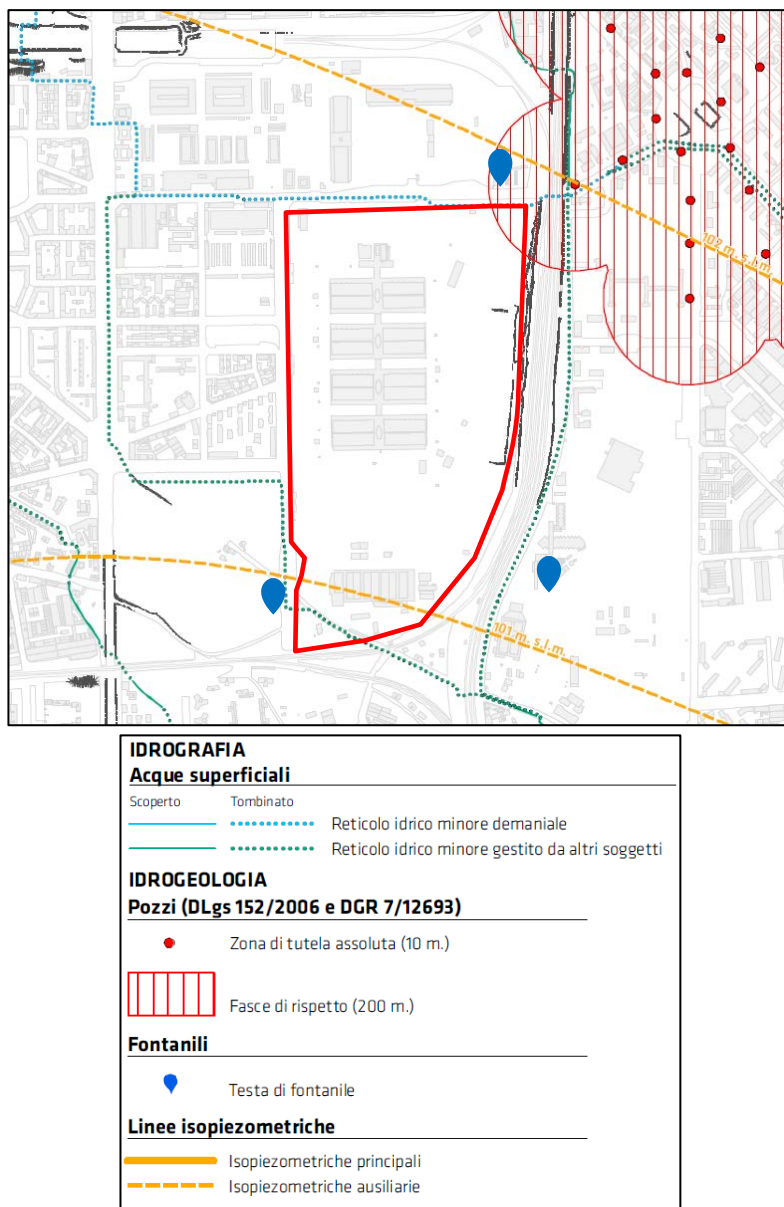 102 m. s.l.m.
101 m. s.l.m.
IDROGRAFIA
Acque superficiali
Scoperto Tombinato
Reticolo idrico minore demaniale
Reticolo idrico minore gestito da altri soggetti
IDROGEOLOGIA
Pozzi (DLgs 152/2006 e DGR 7/12693)
Zona di tutela assoluta (10 m.)
Fasce di rispetto (200 m.)
Fontanili
Testa di fontanile
Linee isopiezometriche
Isopiezometriche principali
Isopiezometriche ausiliarie